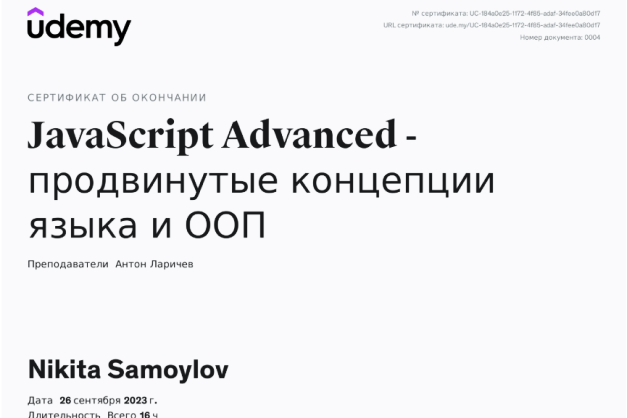 udemy
№ сертификата: UC-184a0e25-1172-4f85-adaf-34fee0a80d17
URL сертификата: ude.my/UC-184a0e25-1172-4f85-adaf-34fee0a80d17
Номер документа: 0004
СЕРТИФИКАТ ОБ ОКОНЧАНИИ
JavaScript Advanced -
продвинутые концепции
языка и ООП
Преподаватели Антон Ларичев
Nikita Samoylov
Дата 26 сентября 2023 г.
Длительность Всего 16 ч